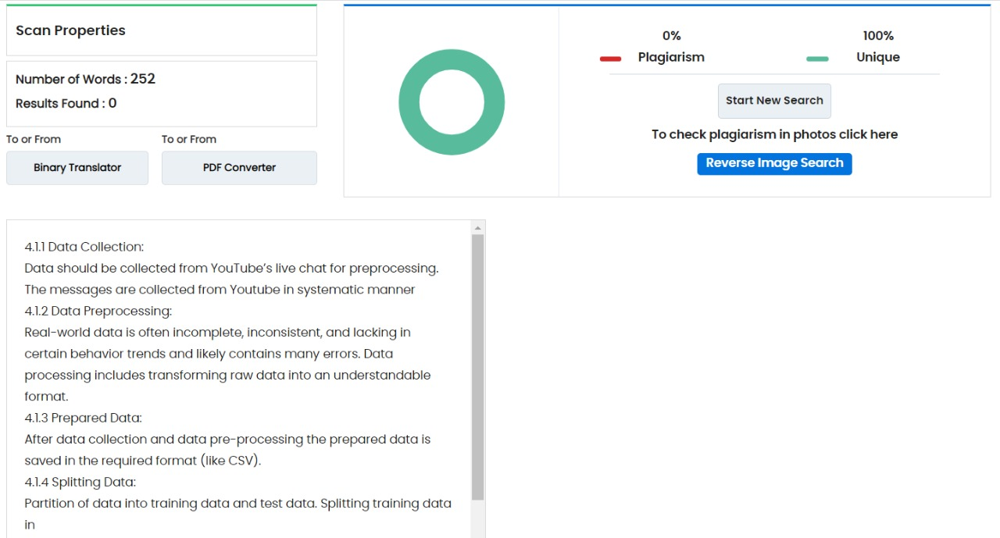 Scan Properties
Number of Words : 252
Results Found : 0
To or From
To or From
Binary Translator
PDF Converter
0%
100%
Plagiarism
Unique
Start New Search
To check plagiarism in photos click here
Reverse Image Search
4.1.1 Data Collection:
Data should be collected from YouTube’s live chat for preprocessing.
The messages are collected from Youtube in systematic manner
4.1.2 Data Preprocessing:
Real-world data is often incomplete, inconsistent, and lacking in
certain behavior trends and likely contains many errors. Data
processing includes transforming raw data into an understandable
format.
4.1.3 Prepared Data:
After data collection and data pre-processing the prepared data is
saved in the required format (like CSV).
4.1.4 Splitting Data:
Partition of data into training data and test data. Splitting training data
in